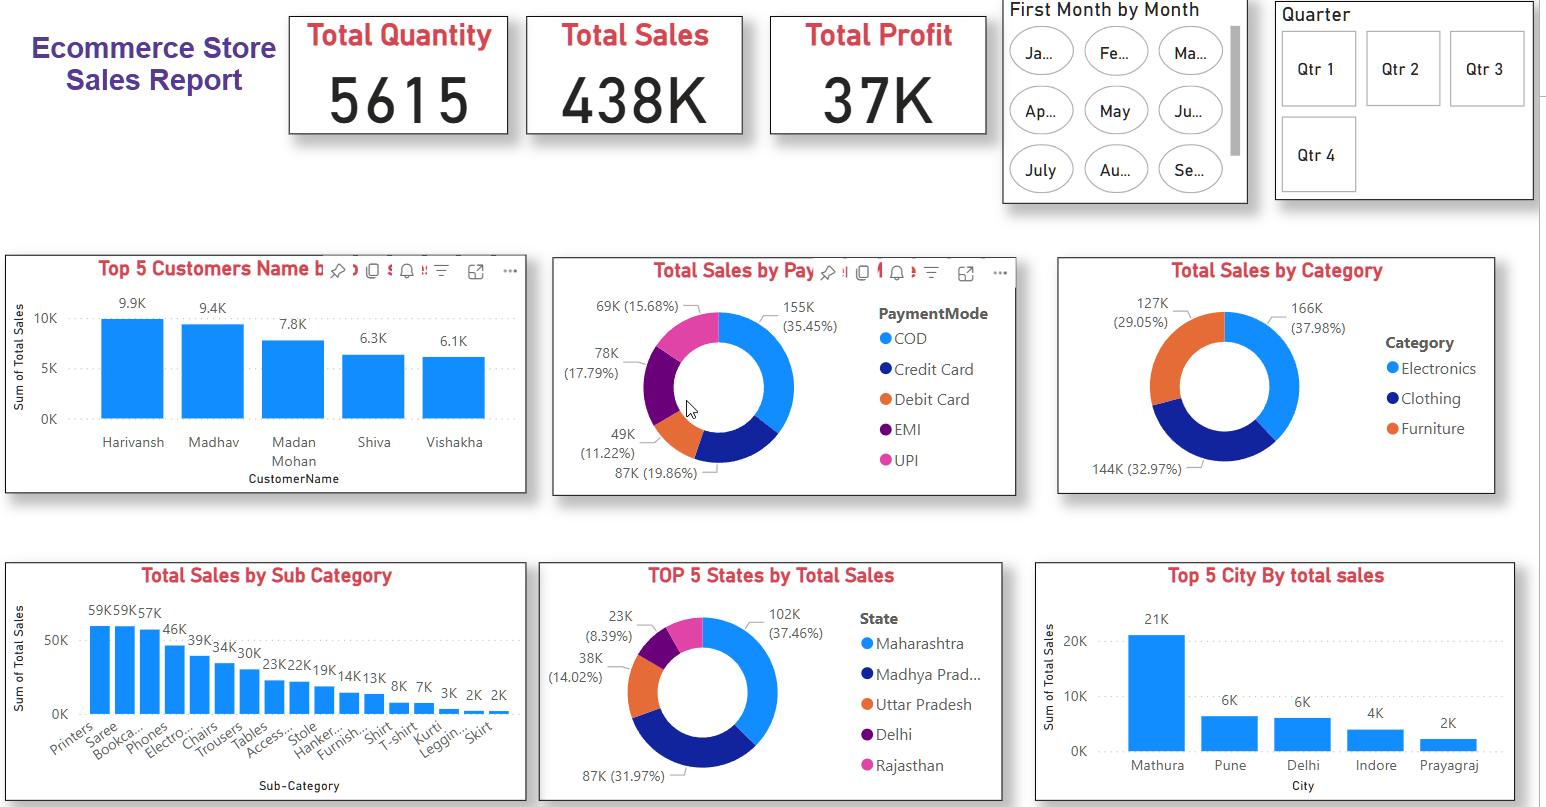 Ecommerce Store
Sales Report
Total Quantity
5615
Total Sales
438K
Total Profit
37K
First Month by Month
Ja...
Fe...
Ma...
Ap...
May
Ju...
July
Au...
Se...
Quarter
Qtr 1
Qtr 2
Qtr 3
Qtr 4
Top 5 Customers Name
Sum of Total Sales
10K
5K
0K
9.9K
9.4K
7.8K
6.3K
6.1K
Harivansh
Madhav
Madan
Mohan
Shiva
Vishakha
CustomerName
Total Sales by
69K (15.68%)
155K
(35.45%)
78K
(17.79%)
49K
(11.22%)
87K (19.86%)
PaymentMode
COD
Credit Card
Debit Card
EMI
UPI
Total Sales by Category
127K
(29.05%)
166K
(37.98%)
144K (32.97%)
Category
Electronics
Clothing
Furniture
Total Sales by Sub Category
Sum of Total Sales
50K
0K
59K
59K
57K
46K
39K
34K
30K
23K
22K
19K
14K
13K
8K
7K
3K
2K
2K
Printers
Saree
Bookca...
Phones
Electro...
Chairs
Trousers
Tables
Access...
Stole
Hanker...
Furnish...
Shirt
T-shirt
Kurti
Leggin...
Skirt
Sub-Category
TOP 5 States by Total Sales
23K
(8.39%)
102K
(37.46%)
38K
(14.02%)
87K (31.97%)
State
Maharashtra
Madhya Prad...
Uttar Pradesh
Delhi
Rajasthan
Top 5 City By total sales
Sum of Total Sales
20K
10K
0K
21K
6K
6K
4K
2K
Mathura
Pune
Delhi
Indore
Prayagraj
City